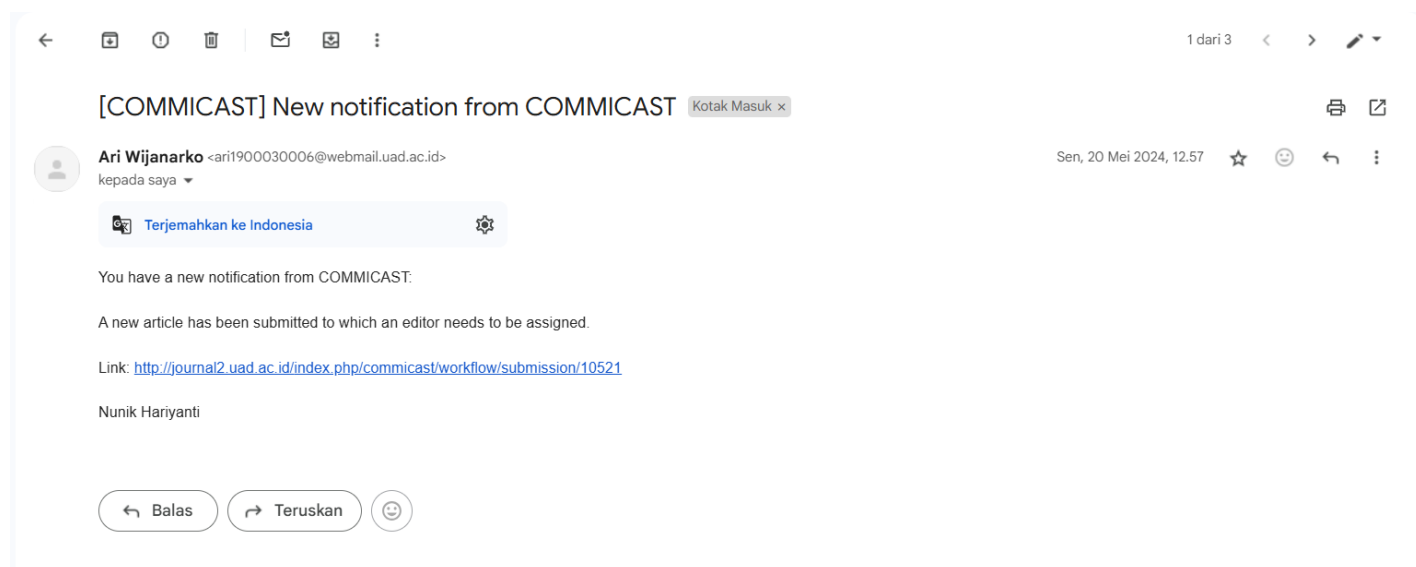 1 dari 3
[COMMICAST] New notification from COMMICAST Kotak Masuk ×
Ari Wijanarko <ari1900030006@webmail.uad.ac.id> Sen, 20 Mei 2024, 12.57
kepada saya
Terjemahkan ke Indonesia
You have a new notification from COMMICAST:
A new article has been submitted to which an editor needs to be assigned.
Link: http://journal2.uad.ac.id/index.php/commicast/workflow/submission/10521
Nunik Hariyanti
Balas Teruskan